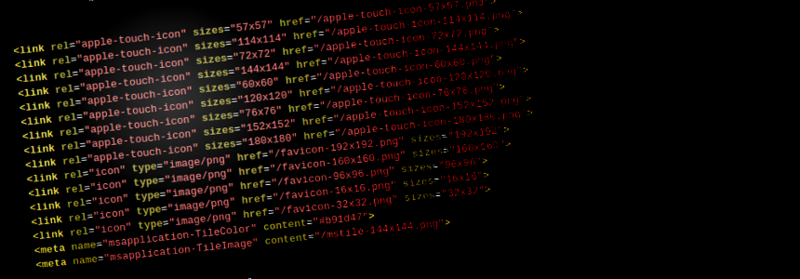 <link rel="apple-touch-icon" sizes="57x57" href="/apple-touch-icon-57x57.png">
<link rel="apple-touch-icon" sizes="114x114" href="/apple-touch-icon-114x114.png">
<link rel="apple-touch-icon" sizes="72x72" href="/apple-touch-icon-72x72.png">
<link rel="apple-touch-icon" sizes="144x144" href="/apple-touch-icon-144x144.png">
<link rel="apple-touch-icon" sizes="60x60" href="/apple-touch-icon-60x60.png">
<link rel="apple-touch-icon" sizes="120x120" href="/apple-touch-icon-120x120.png">
<link rel="apple-touch-icon" sizes="76x76" href="/apple-touch-icon-76x76.png">
<link rel="apple-touch-icon" sizes="152x152" href="/apple-touch-icon-152x152.png">
<link rel="apple-touch-icon" sizes="180x180" href="/apple-touch-icon-180x180.png">
<link rel="icon" type="image/png" href="/favicon-192x192.png" sizes="192x192">
<link rel="icon" type="image/png" href="/favicon-160x160.png" sizes="160x160">
<link rel="icon" type="image/png" href="/favicon-96x96.png" sizes="96x96">
<link rel="icon" type="image/png" href="/favicon-16x16.png" sizes="16x16">
<link rel="icon" type="image/png" href="/favicon-32x32.png" sizes="32x32">
<meta name="msapplication-TileColor" content="#b91d47">
<meta name="msapplication-TileImage" content="/mstile-144x144.png">